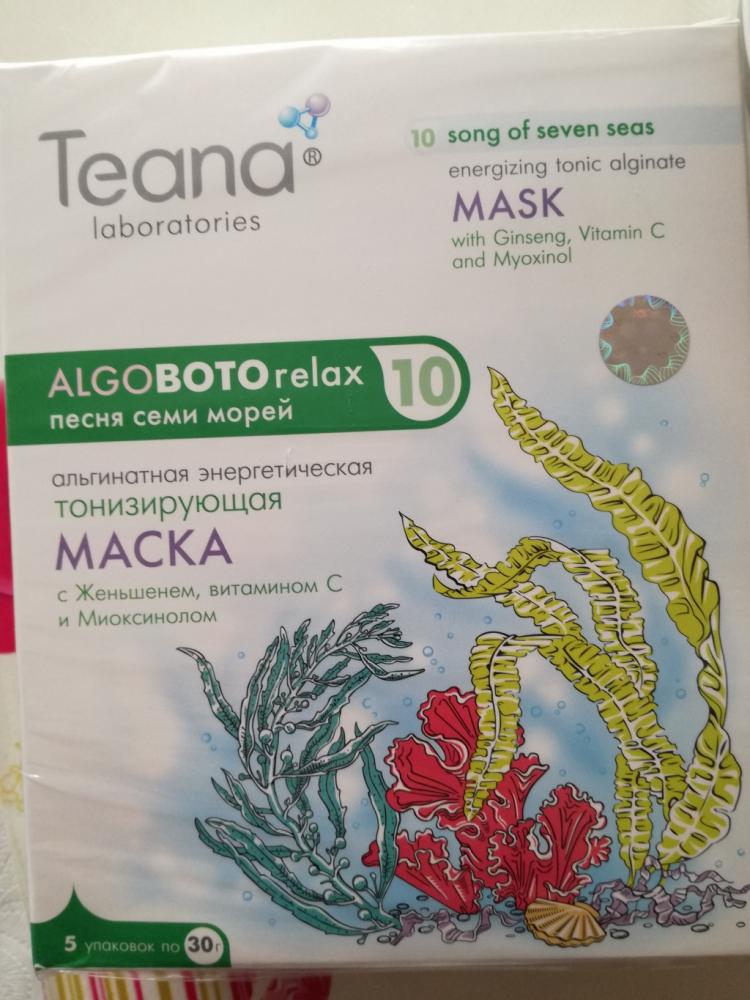 Teana®
laboratories
10 song of seven seas
energizing tonic alginate
MASK
with Ginseng, Vitamin C
and Myoxinol
ALGOBOTOrelax 10
песня семи морей
альгинатная энергетическая
тонизирующая
МАСКА
с Женьшенем, витамином С
и Миоксинолом
5 упаковок по 30г